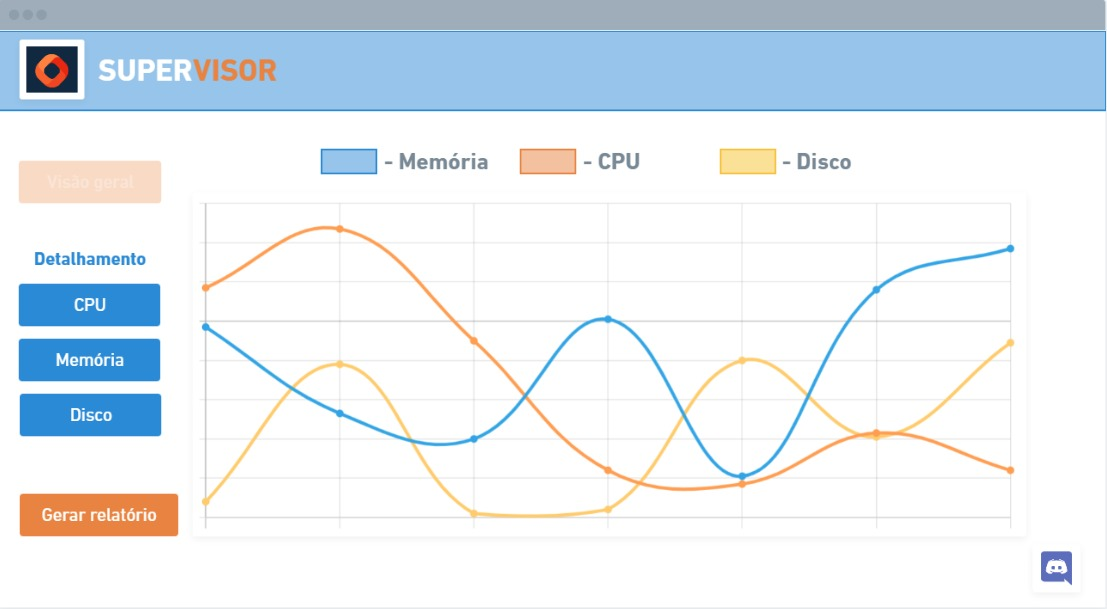 SUPERVISOR
- Memória
- CPU
- Disco
Visão geral
Detalhamento
CPU
Memória
Disco
Gerar relatório